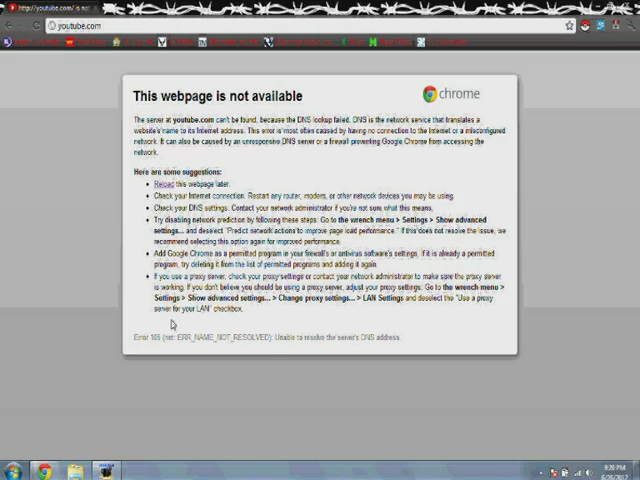 http://youtube.com/ is not
youtube.com
This webpage is not available
chrome
The server at youtube.com can't be found, because the DNS lookup failed. DNS is the network service that translates a
website's name to its Internet address. This error is most often caused by having no connection to the Internet or a misconfigured
network. It can also be caused by an unresponsive DNS server or a firewall preventing Google Chrome from accessing the
network.
Here are some suggestions:
Reload this webpage later.
Check your Internet connection. Restart any router, modem, or other network devices you may be using.
Check your DNS settings. Contact your network administrator if you're not sure what this means.
Try disabling network prediction by following these steps: Go to the wrench menu > Settings > Show advanced
settings... and deselect "Predict network actions to improve page load performance." If this does not resolve the issue, we
recommend selecting this option again for improved performance.
Add Google Chrome as a permitted program in your firewall's or antivirus software's settings. If it is already a permitted
program, try deleting it from the list of permitted programs and adding it again.
If you use a proxy server, check your proxy settings or contact your network administrator to make sure the proxy server
is working. If you don't believe you should be using a proxy server, adjust your proxy settings: Go to the wrench menu >
Settings > Show advanced settings... > Change proxy settings... > LAN Settings and deselect the "Use a proxy
server for your LAN" checkbox.
Error 105 (net::ERR_NAME_NOT_RESOLVED): Unable to resolve the server's DNS address.
9:20 PM
6/26/2012